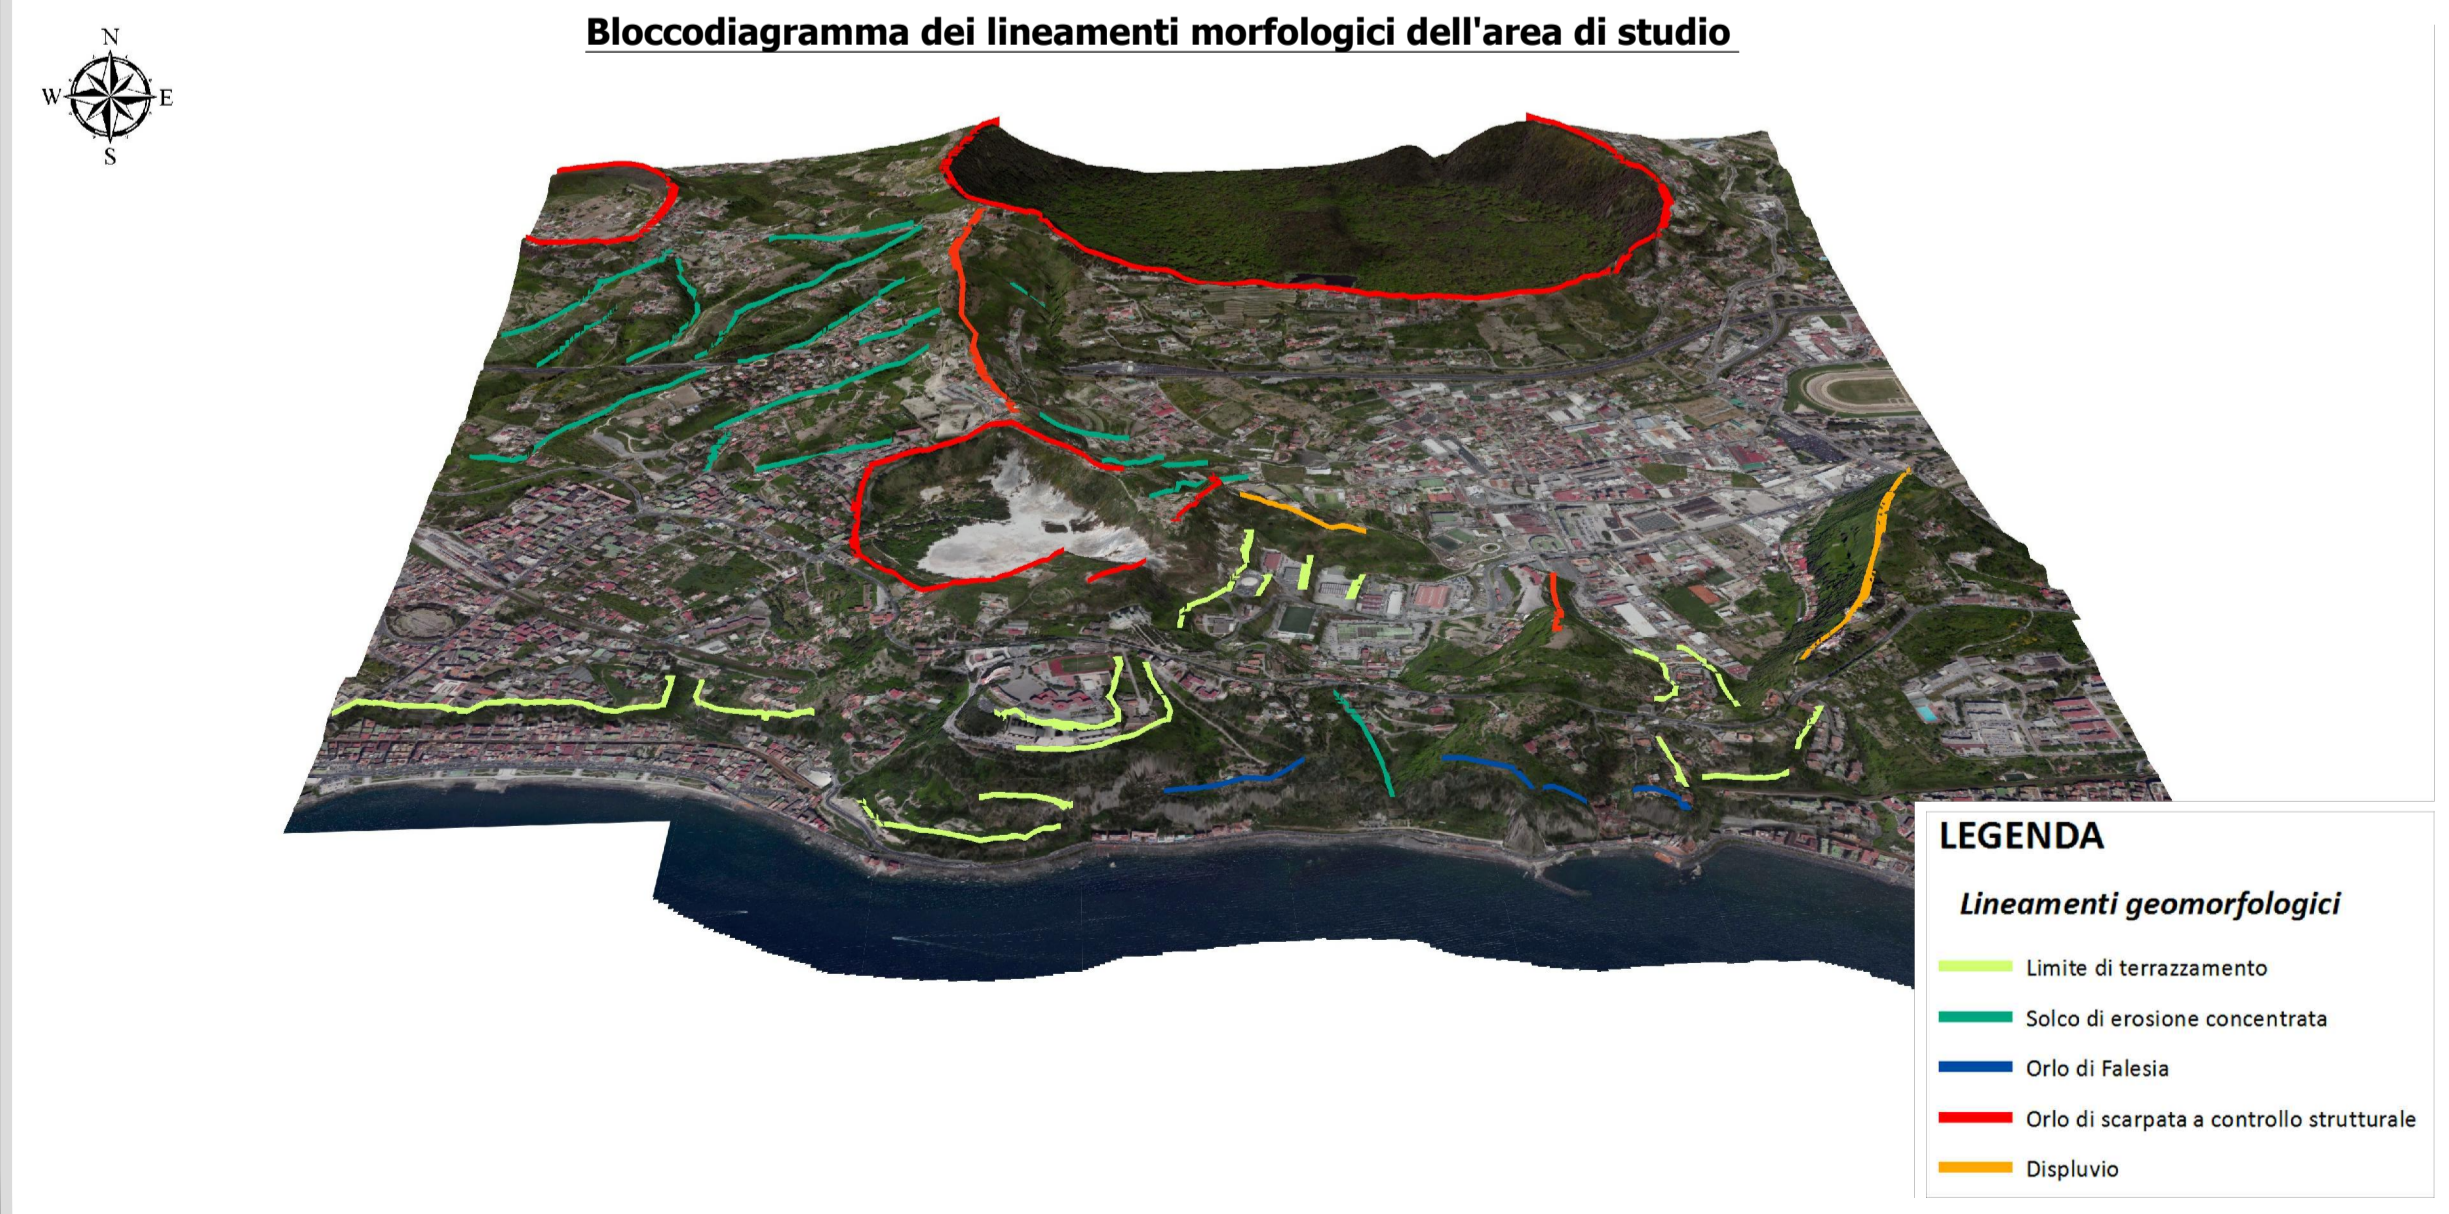 Bloccodiagramma dei lineamenti morfologici dell'area di studio
N
W E
S
LEGENDA
Lineamenti geomorfologici
Limite di terrazzamento
Solco di erosione concentrata
Orlo di Falesia
Orlo di scarpata a controllo strutturale
Displuvio